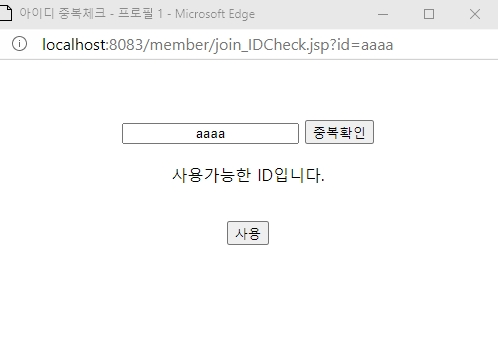 아이디 중복체크 - 프로필 1 - Microsoft Edge
localhost:8083/member/join_IDCheck.jsp?id=aaaa
aaaa 중복확인
사용가능한 ID입니다.
사용